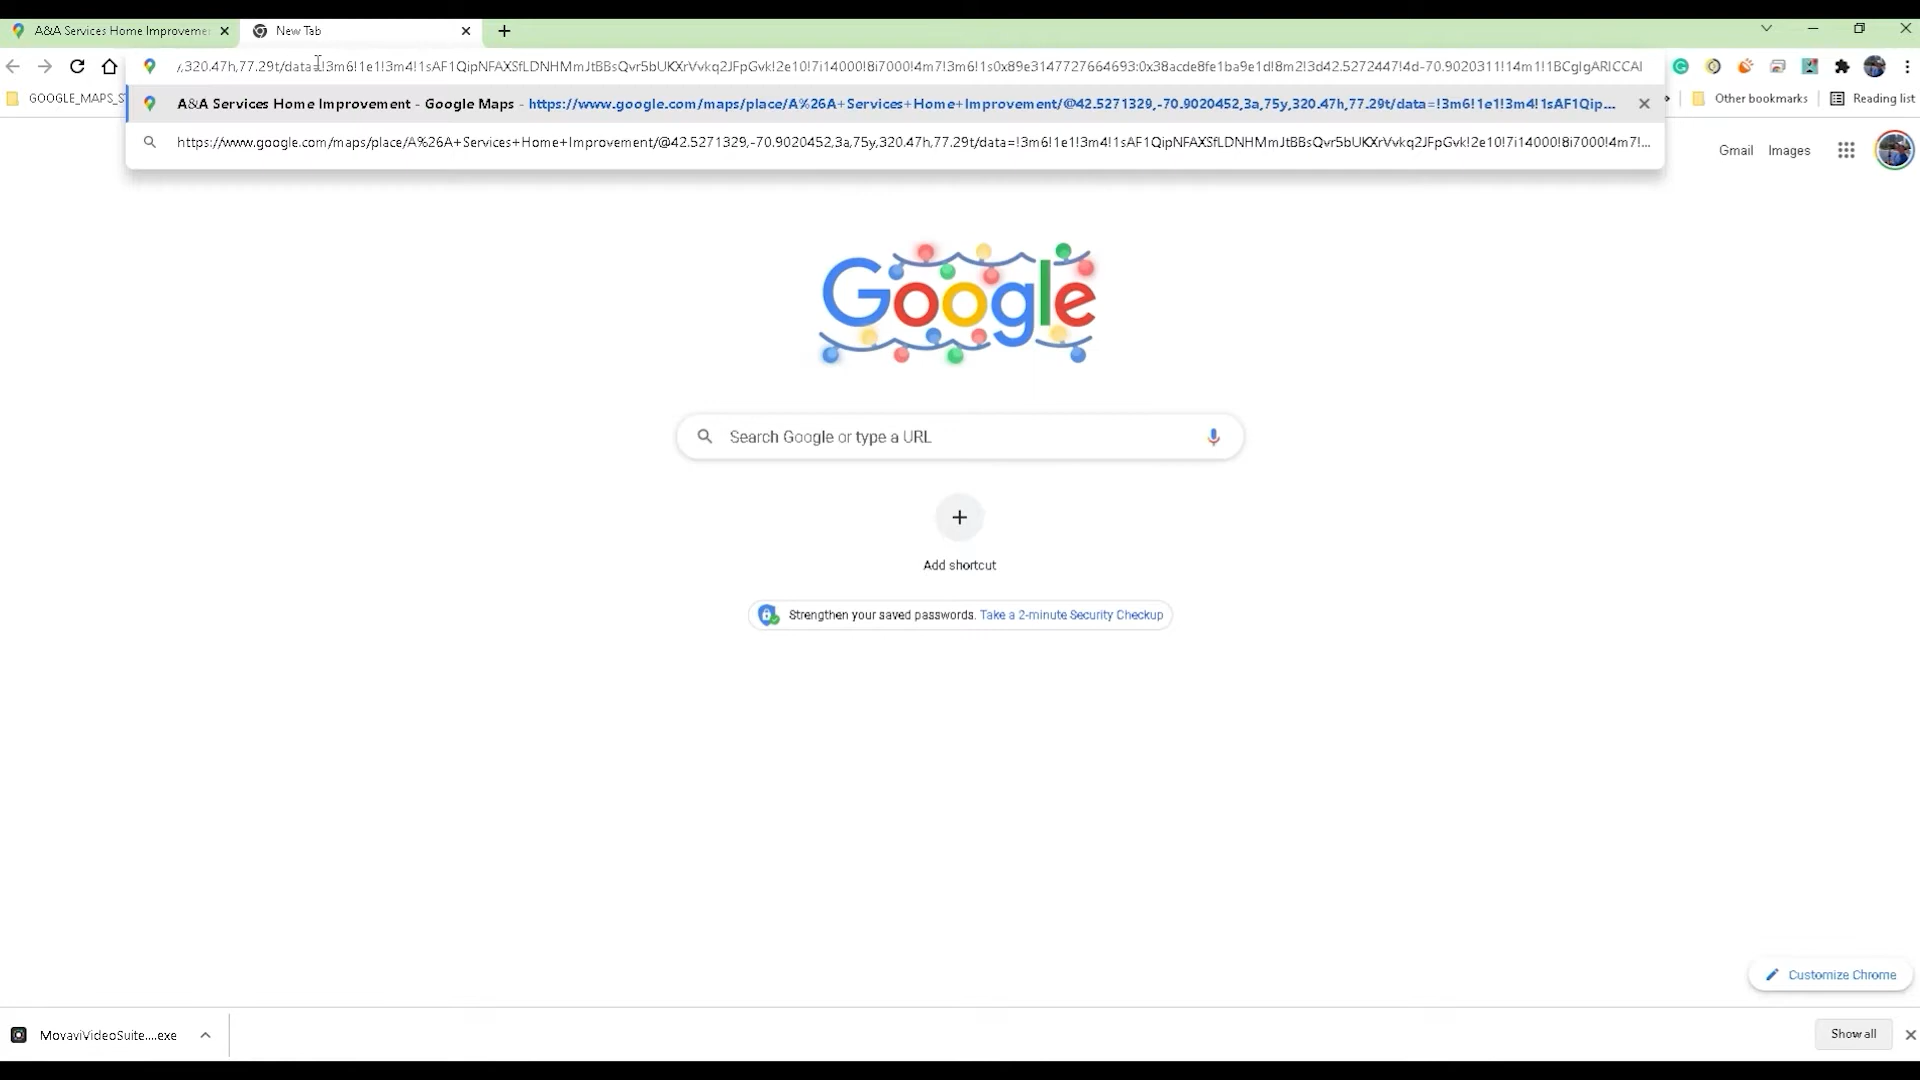 A&A Services Home Improveme
New Tab
/,320.47h,77.29t/data=!3m6!1e1!3m4!1sAF1QipNFAXSfLDNHMmJtBBsQvr5bUKXrVvkq2JFpGvk!2e10!7i14000!8i7000!4m7!3m6!1s0x89e3147727664693:0x38acde8fe1ba9e1d!8m2!3d42.5272447!4d-70.9020311!14m1!1BCgIgARICCAI
GOOGLE_MAPS_S
A&A Services Home Improvement - Google Maps - https://www.google.com/maps/place/A%26A+Services+Home+Improvement/@42.5271329,-70.9020452,3a,75y,320.47h,77.29t/data=!3m6!1e1!3m4!1sAF1Qip...
Other bookmarks
Reading list
https://www.google.com/maps/place/A%26A+Services+Home+Improvement/@42.5271329,-70.9020452,3a,75y,320.47h,77.29t/data=!3m6!1e1!3m4!1sAF1QipNFAXSfLDNHMmJtBBsQvr5bUKXrVvkq2JFpGvk!2e10!7i14000!8i7000!4m7!...
Gmail
Images
Google
Search Google or type a URL
Add shortcut
Strengthen your saved passwords. Take a 2-minute Security Checkup
Customize Chrome
MovaviVideoSuite....exe
Show all